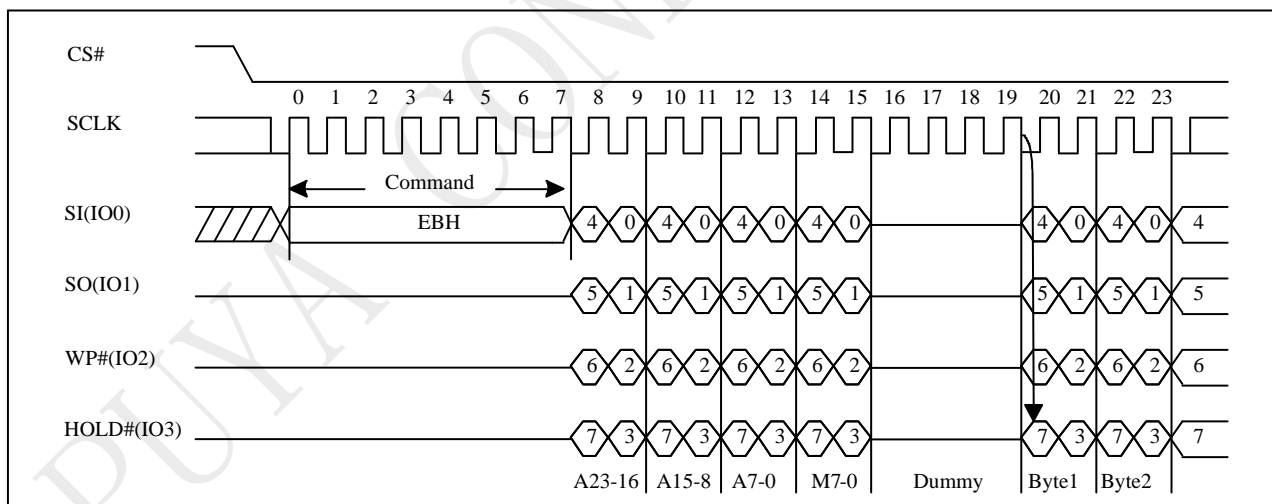 CS#
0 1 2 3 4 5 6 7 8 9 10 11 12 13 14 15 16 17 18 19 20 21 22 23
SCLK
Command
SI(IO0) EBH 4 0 4 0 4 0 4 0 4 0 4 0 4
SO(IO1) 5 1 5 1 5 1 5 1 5 1 5 1 5
WP#(IO2) 6 2 6 2 6 2 6 2 6 2 6 2 6
HOLD#(IO3) 7 3 7 3 7 3 7 3 7 3 7 3 7
A23-16 A15-8 A7-0 M7-0 Dummy Byte1 Byte2
PUYA CON